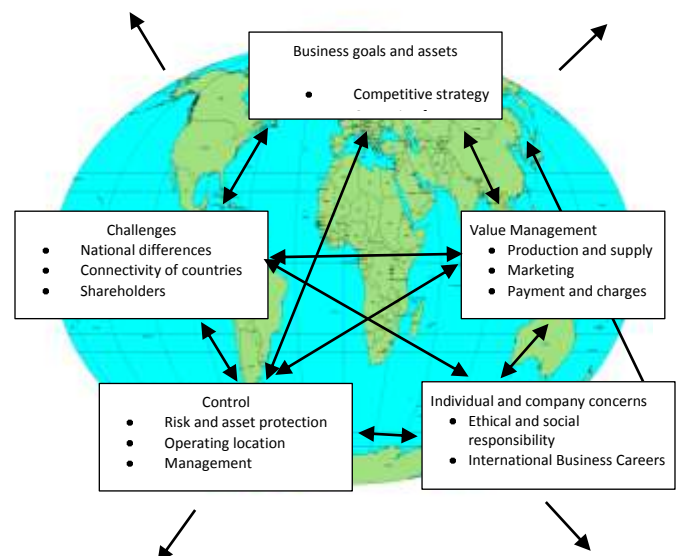 Business goals and assets
● Competitive strategy
Challenges
● National differences
● Connectivity of countries
● Shareholders
Value Management
● Production and supply
● Marketing
● Payment and charges
Control
● Risk and asset protection
● Operating location
● Management
Individual and company concerns
● Ethical and social
responsibility
● International Business Careers